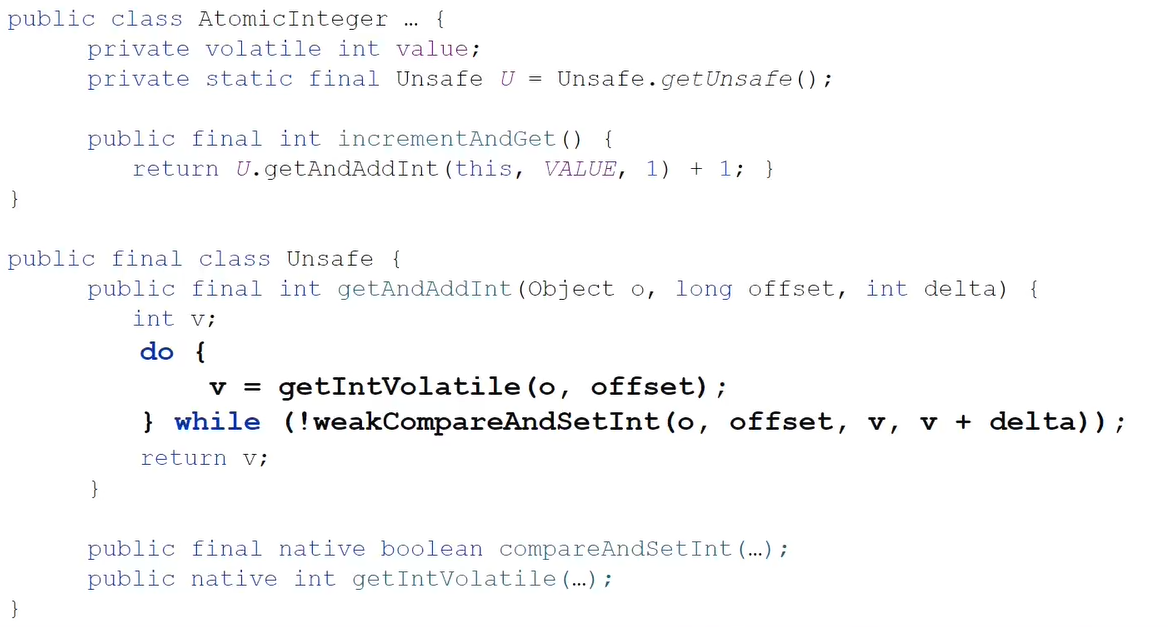 public class AtomicInteger … {
private volatile int value;
private static final Unsafe U = Unsafe.getUnsafe();
public final int incrementAndGet() {
return U.getAndAddInt(this, VALUE, 1) + 1; }
}
public final class Unsafe {
public final int getAndAddInt(Object o, long offset, int delta) {
int v;
do {
v = getIntVolatile(o, offset);
} while (!weakCompareAndSetInt(o, offset, v, v + delta));
return v;
}
public final native boolean compareAndSetInt(…);
public native int getIntVolatile(…);
}